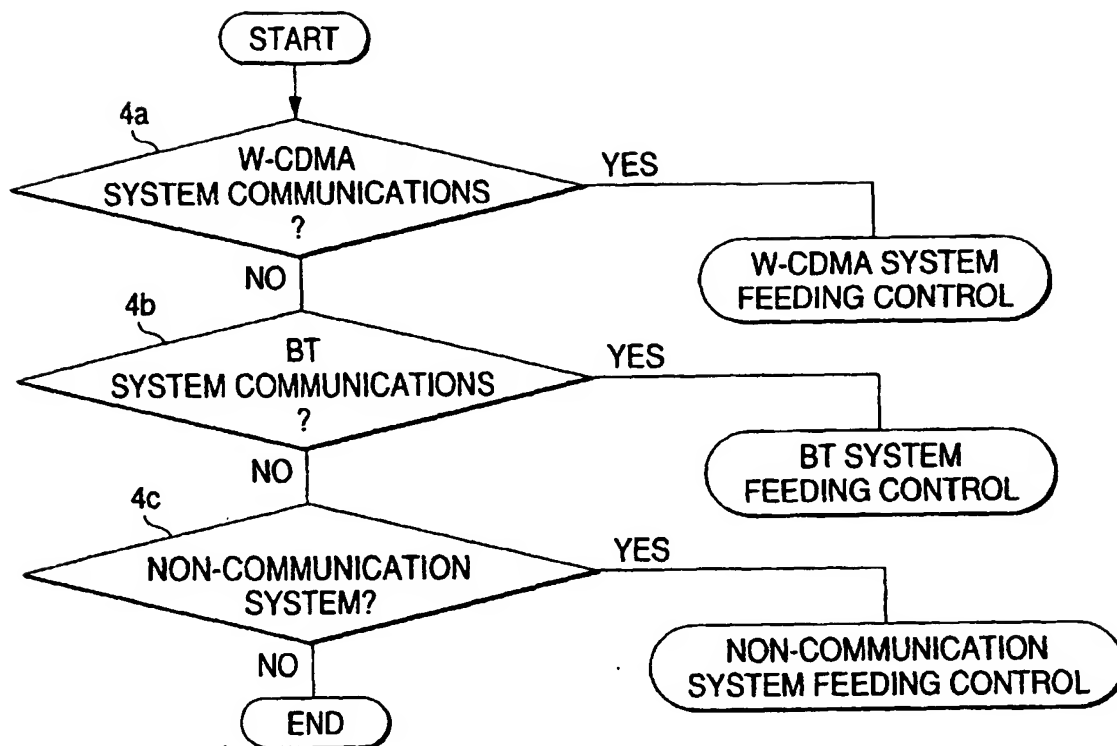 START
4a
W-CDMA
SYSTEM COMMUNICATIONS
?
YES
W-CDMA SYSTEM
FEEDING CONTROL
NO
4b
BT
SYSTEM COMMUNICATIONS
?
YES
BT SYSTEM
FEEDING CONTROL
NO
4c
NON-COMMUNICATION
SYSTEM?
YES
NON-COMMUNICATION
SYSTEM FEEDING CONTROL
NO
END